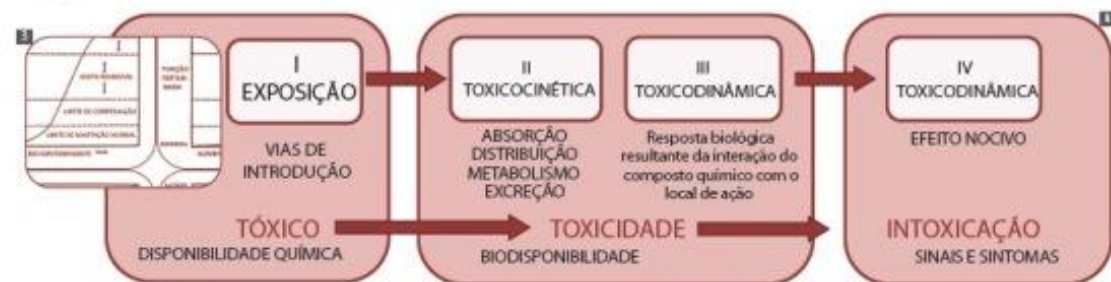 3
I
EXPOSIÇÃO
VIAS DE
INTRODUÇÃO
TÓXICO
DISPONIBILIDADE QUÍMICA
II
TOXICOCINÉTICA
ABSORÇÃO
DISTRIBUIÇÃO
METABOLISMO
EXCREÇÃO
III
TOXICODINÂMICA
Resposta biológica
resultante da interação do
composto químico com o
local de ação
TOXICIDADE
BIODISPONIBILIDADE
IV
TOXICODINÂMICA
EFEITO NOCIVO
INTOXICAÇÃO
SINAIS E SINTOMAS